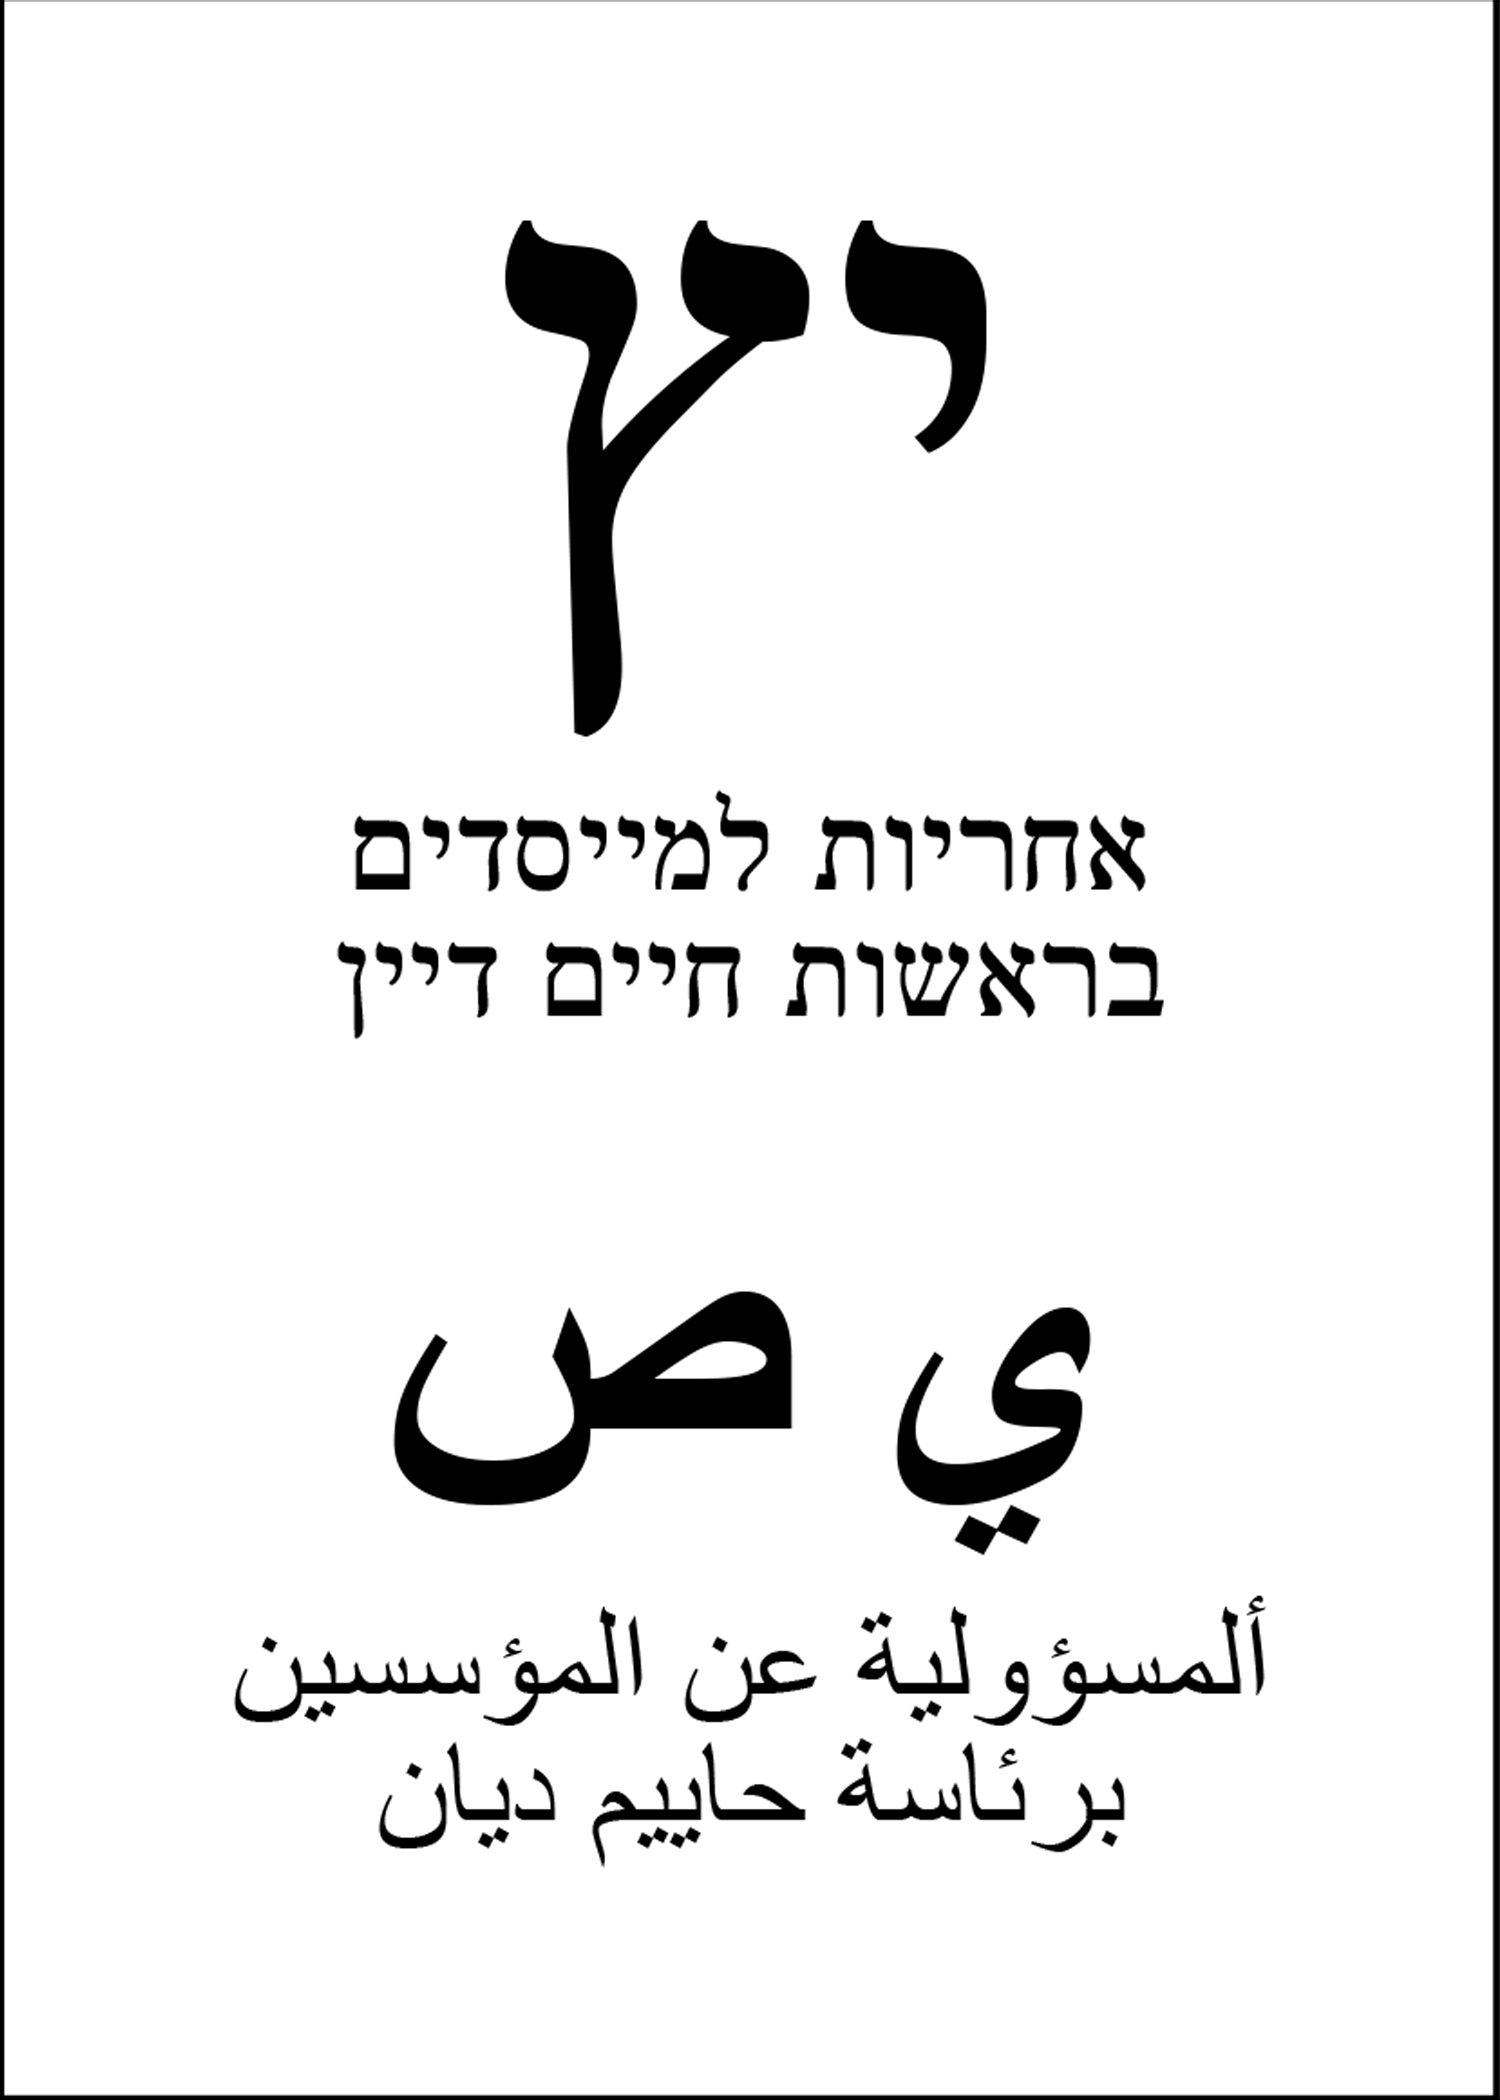 יץ
אחריות למייסדים
בראשות חיים דיין
ي ص
ألمسؤولية عن المؤسسين
برئاسة حاييم ديان